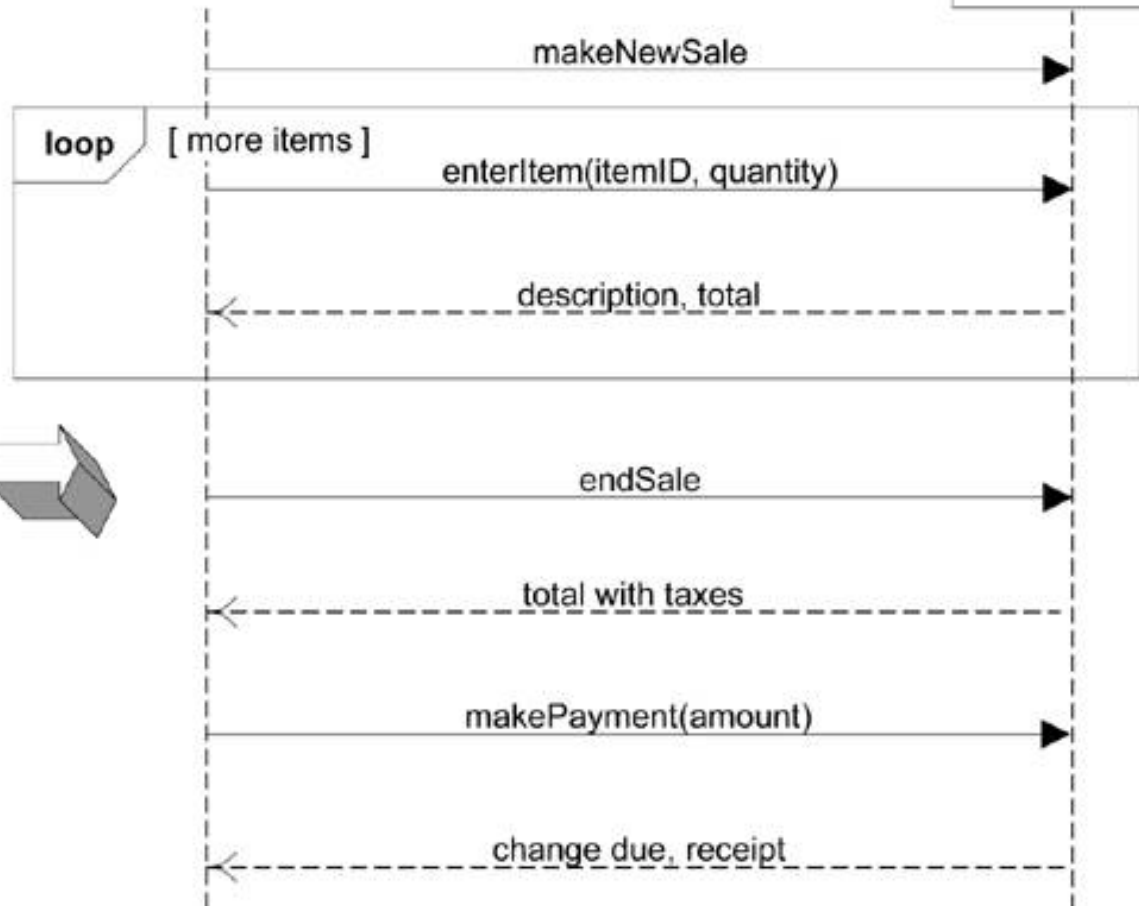 makeNewSale
loop
[ more items ]
enterItem(itemID, quantity)
description, total
endSale
total with taxes
makePayment(amount)
change due, receipt